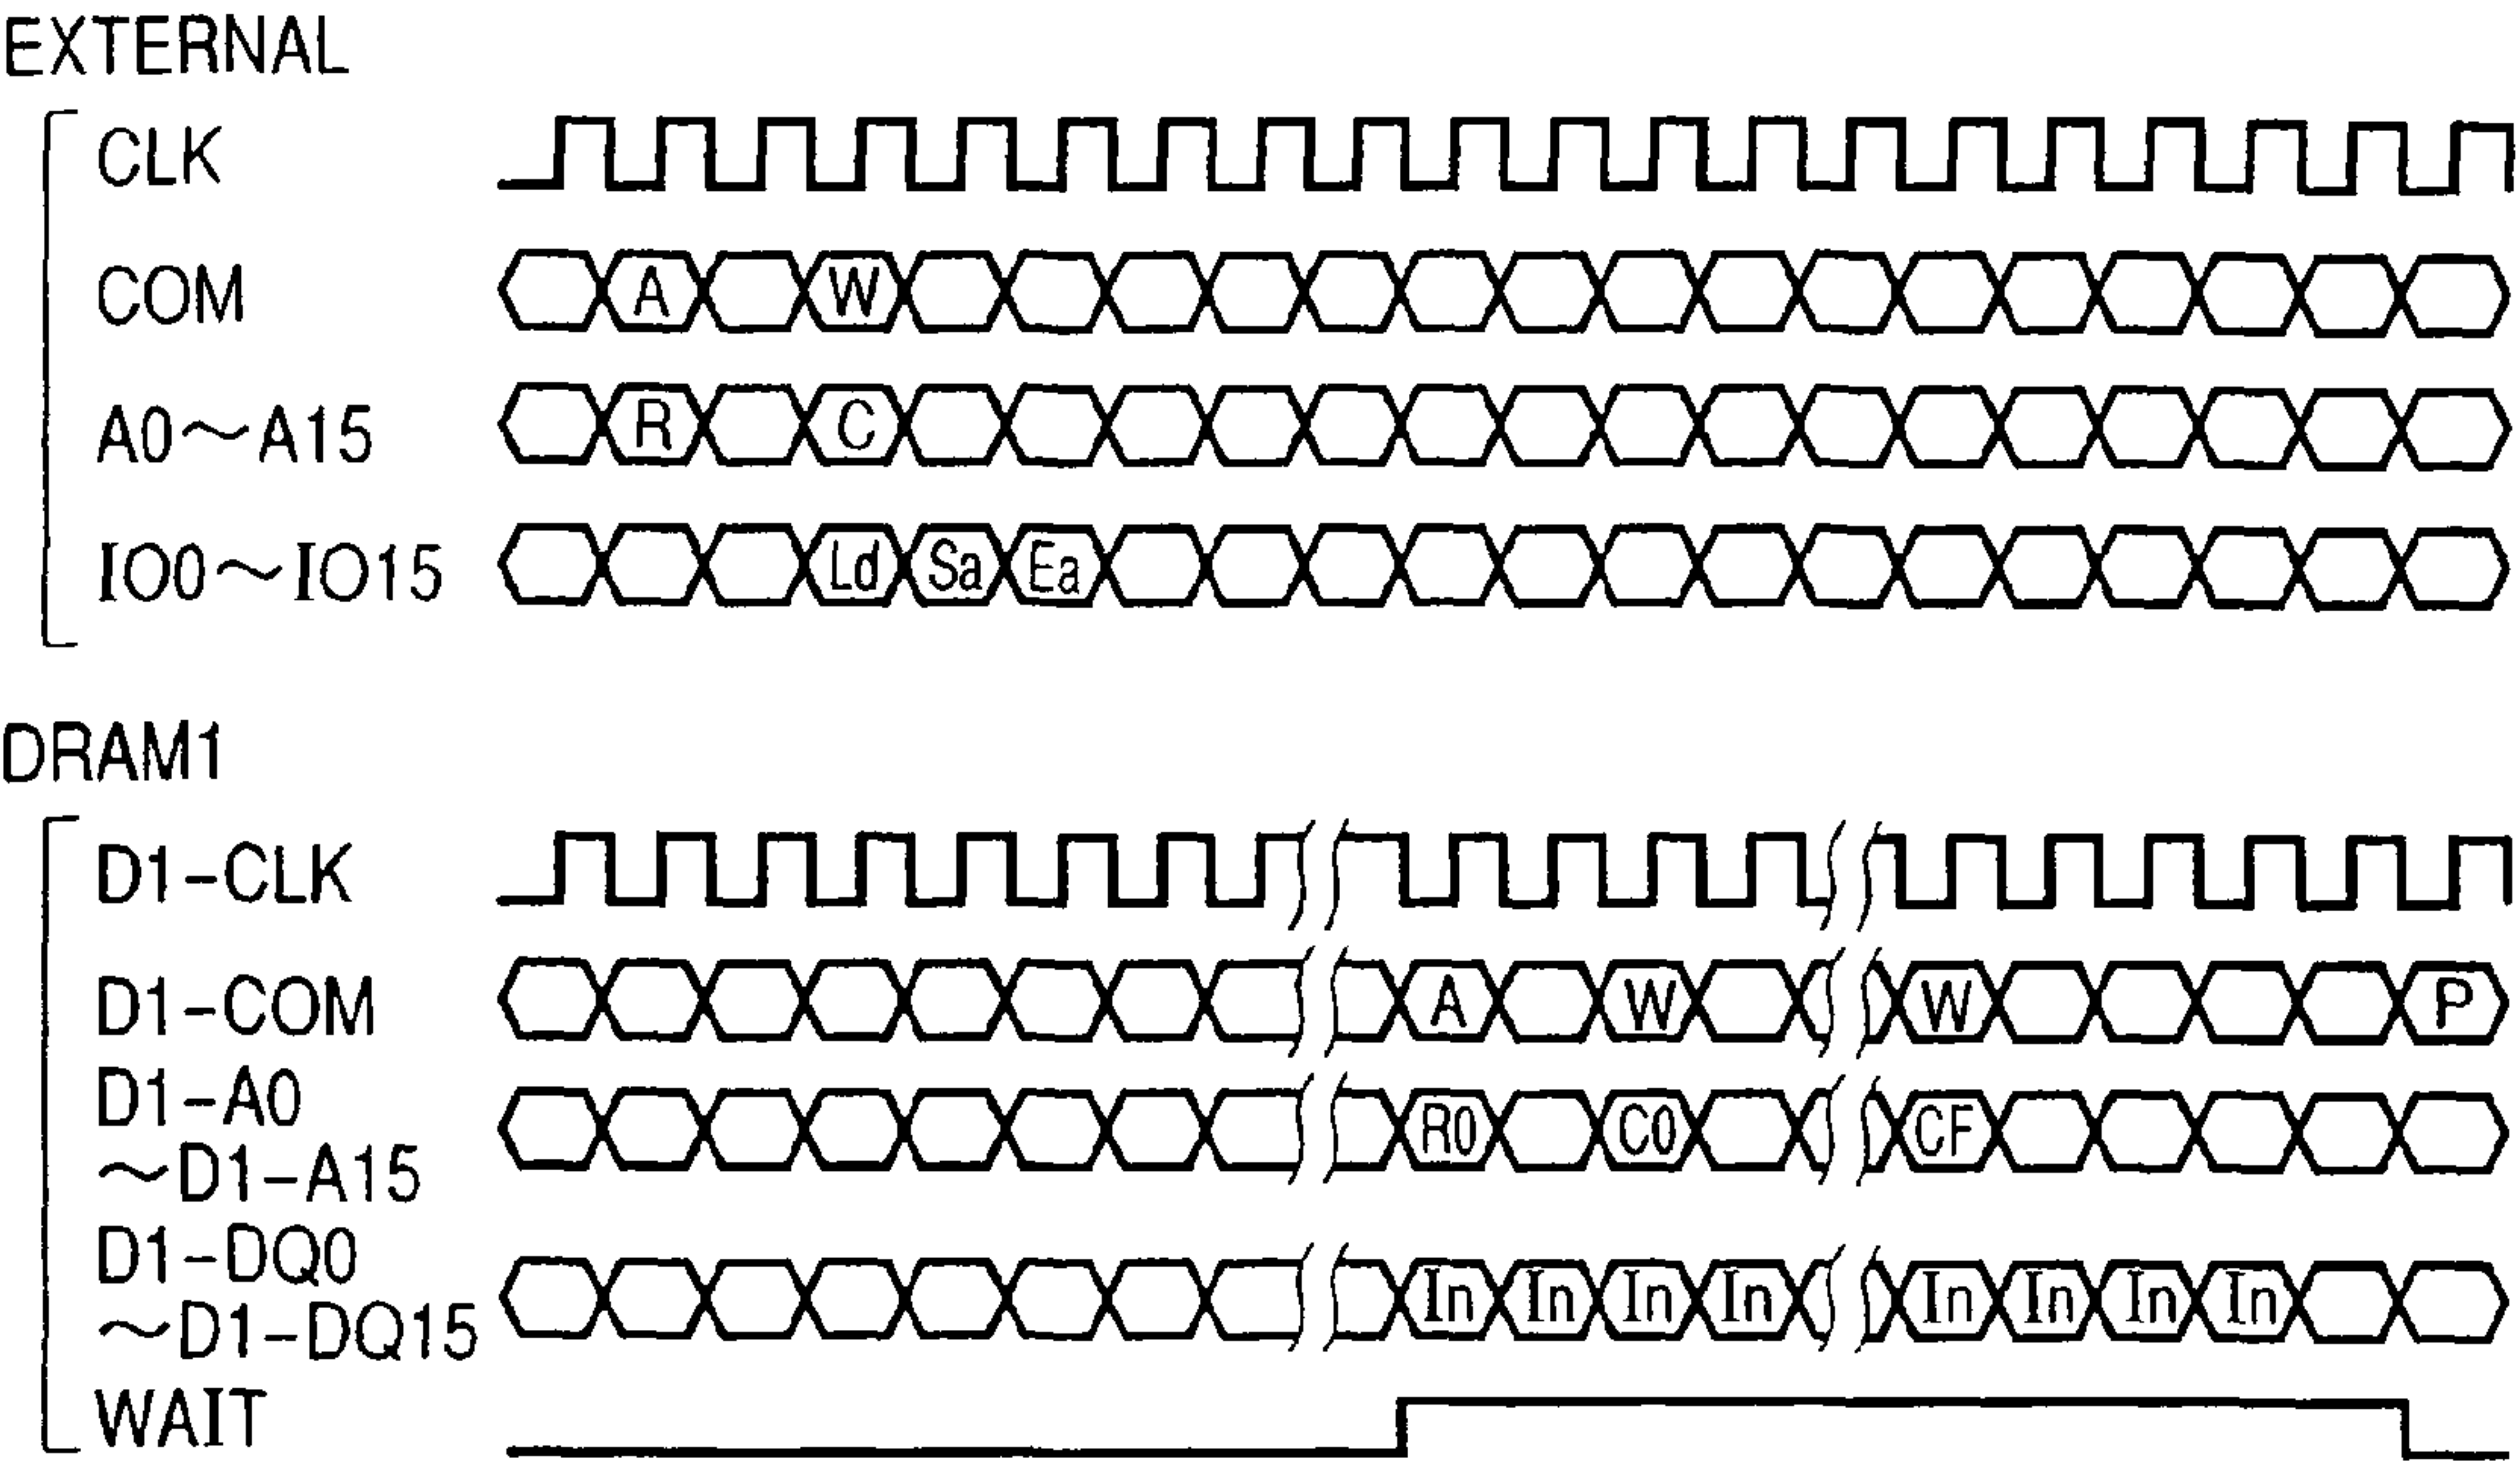 EXTERNAL
CLK
COM
A W
A0～A15
R C
IO0～IO15
Ld Sa Ea
DRAM1
D1-CLK
D1-COM
A W W P
D1-A0
～D1-A15
R0 C0 CF
D1-DQ0
～D1-DQ15
In In In In In In In In
WAIT